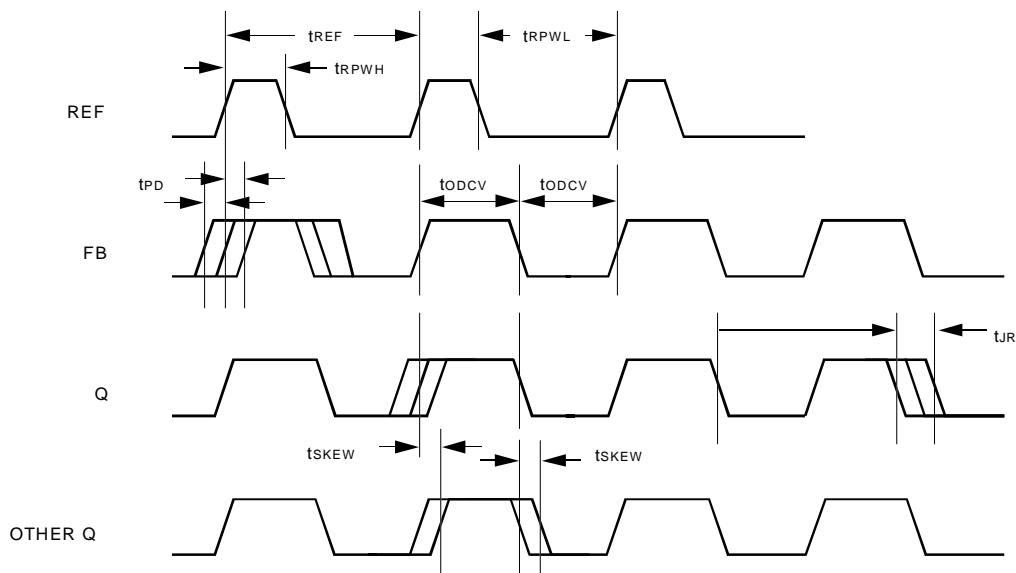 tREF
tRPWL
tRPWH
REF
tPD
tODCV
tODCV
FB
tJR
Q
tSKEW
tSKEW
OTHER Q